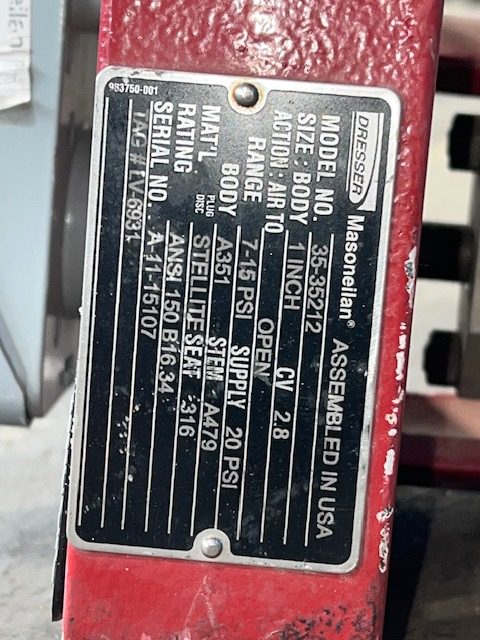 DRESSER Masoneilan® ASSEMBLED IN USA
MODEL NO. 35-35212
SIZE: BODY 1 INCH CV 2.8
ACTION: AIR TO OPEN
RANGE 7-15 PSI SUPPLY 20 PSI
BODY A351 STEM A479
MAT'L PLUG DISC STELLITE SEAT 316
RATING ANSI 150 B16.34
SERIAL NO. A-11-15107
TAG # LV-6931
983750-001